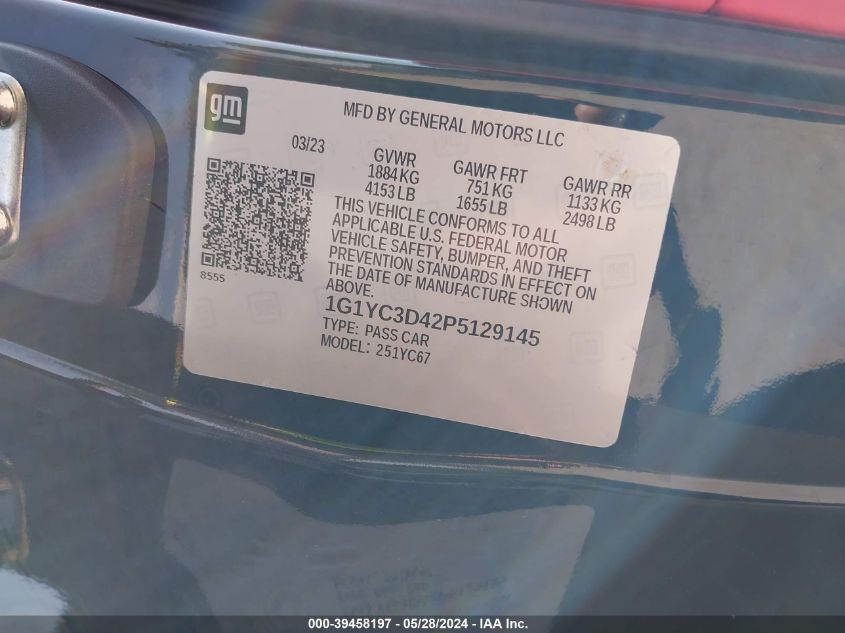 gm
MFD BY GENERAL MOTORS LLC
03/23
GVWR GAWR FRT GAWR RR
1884 KG 751 KG 1133 KG
4153 LB 1655 LB 2498 LB
THIS VEHICLE CONFORMS TO ALL
APPLICABLE U.S. FEDERAL MOTOR
VEHICLE SAFETY, BUMPER, AND THEFT
PREVENTION STANDARDS IN EFFECT ON
THE DATE OF MANUFACTURE SHOWN
ABOVE.
8555
1G1YC3D42P5129145
TYPE: PASS CAR
MODEL: 251YC67
000-39458197 - 05/28/2024 - IAA Inc.